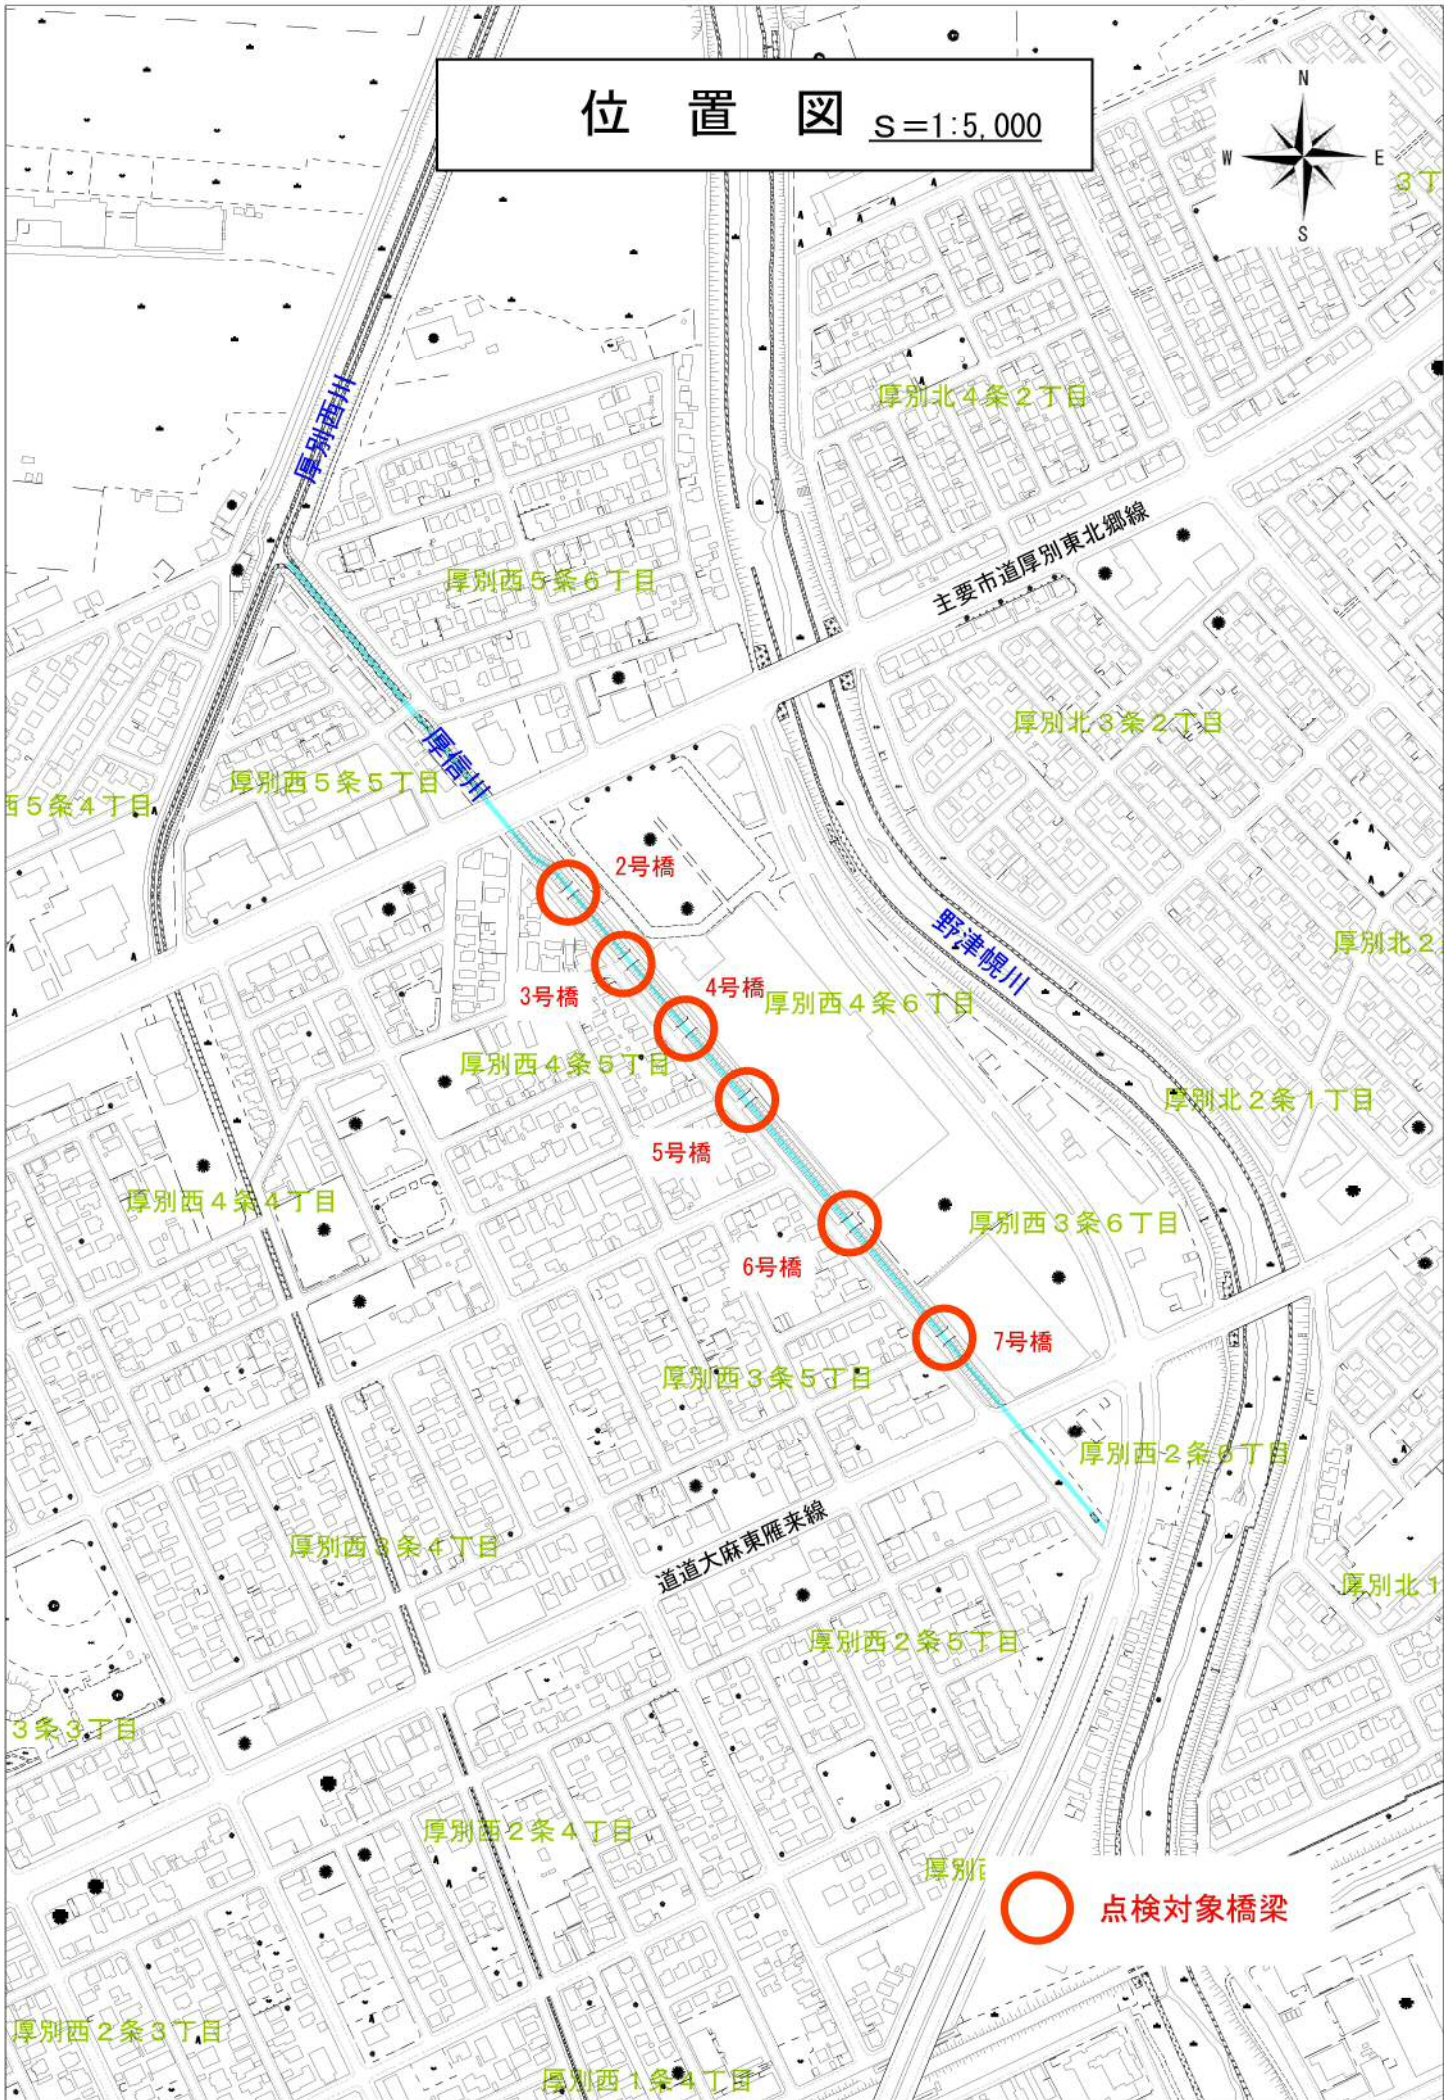 位置図 S=1:5,000
N
W
E
S
3丁
厚別西川
厚別北4条2丁目
主要市道厚別東北郷線
厚別西5条6丁目
厚別北3条2丁目
厚信川
厚別西5条5丁目
西5条4丁目
2号橋
野津幌川
厚別北2
3号橋
4号橋
厚別西4条6丁目
厚別西4条5丁目
厚別北2条1丁目
5号橋
厚別西4条4丁目
厚別西3条6丁目
6号橋
7号橋
厚別西3条5丁目
厚別西2条6丁目
厚別西3条4丁目
道道大麻東雁来線
厚別北1
厚別西2条5丁目
3条3丁目
厚別西2条4丁目
厚別西
点検対象橋梁
厚別西2条3丁目
厚別西1条4丁目